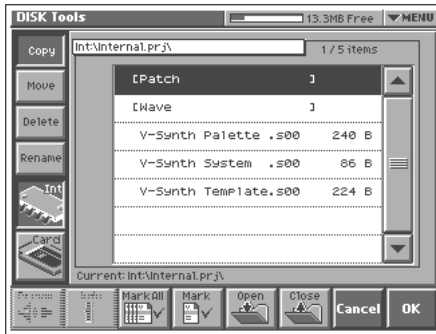 DISK Tools 13.3MB Free ▼MENU
Copy Int:\Internal.prj\ 1/5 items
Move [Patch ]
Delete [Wave ]
V-Synth Palette .s00 240 B
Rename V-Synth System .s00 86 B
Int V-Synth Template.s00 224 B
Card
Current: Int:\Internal.prj\
Mark All Mark Open Close Cancel OK